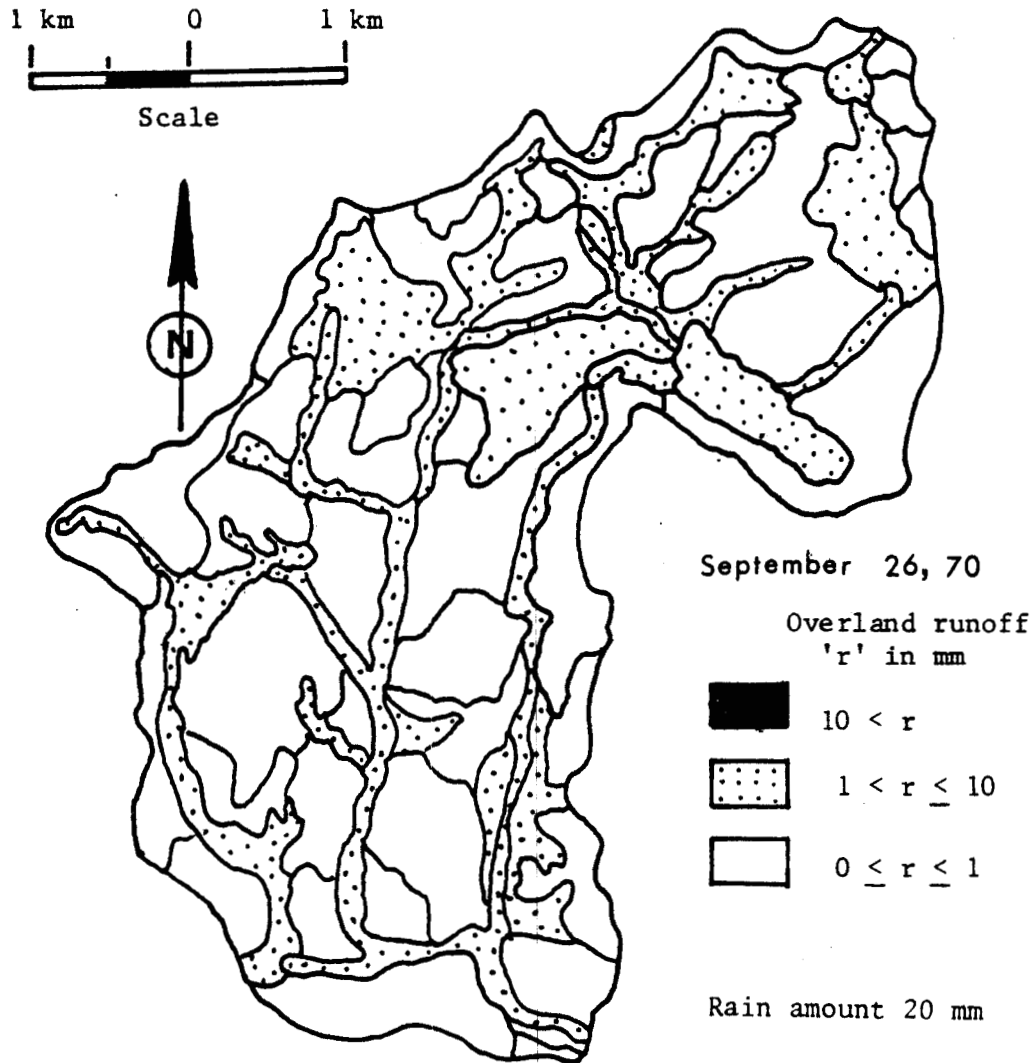 1 km 0 1 km
Scale
N
September 26, 70
Overland runoff
'r' in mm
10 < r
1 < r ≤ 10
0 ≤ r ≤ 1
Rain amount 20 mm